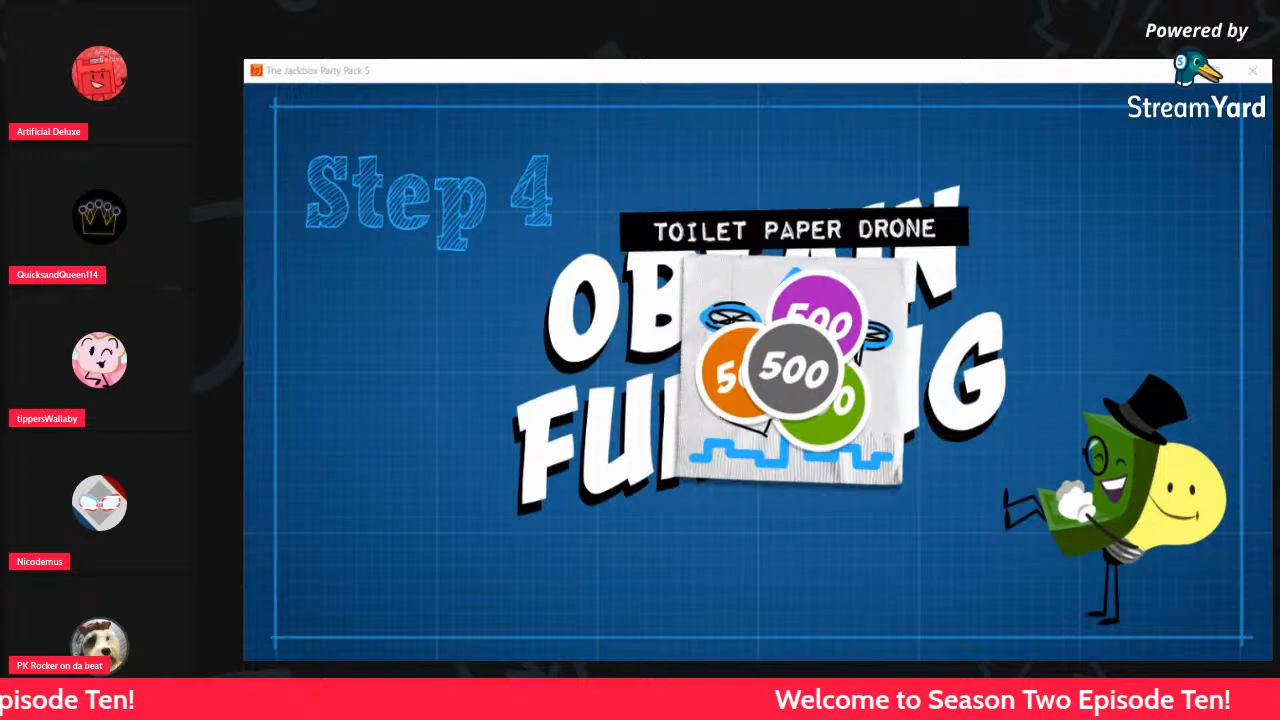 Powered by
StreamYard
The Jackbox Party Pack 5
Step 4
TOILET PAPER DRONE
500
500
Artificial Deluxe
QuicksandQueen114
tippersWallaby
Nicodemus
PK Rocker on da beat
pisode Ten!
Welcome to Season Two Episode Ten!